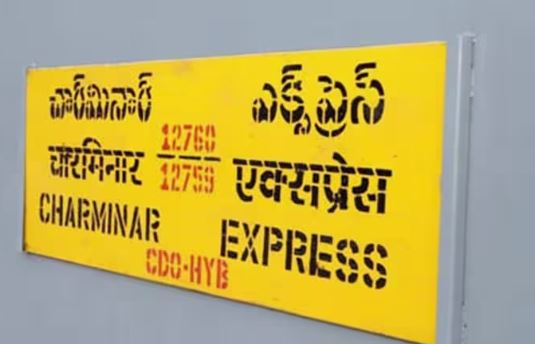 చార్మినార్ ఎక్స్ ప్రెస్
12760
12759
चारमिनार एक्सप्रेस
CHARMINAR EXPRESS
CDO-HYB